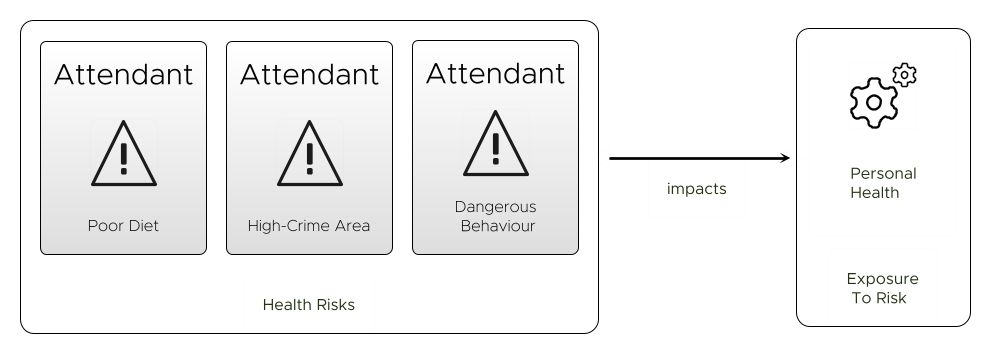 Attendant
Poor Diet
Attendant
High-Crime Area
Attendant
Dangerous
Behaviour
Health Risks
impacts
Personal
Health
Exposure
To Risk